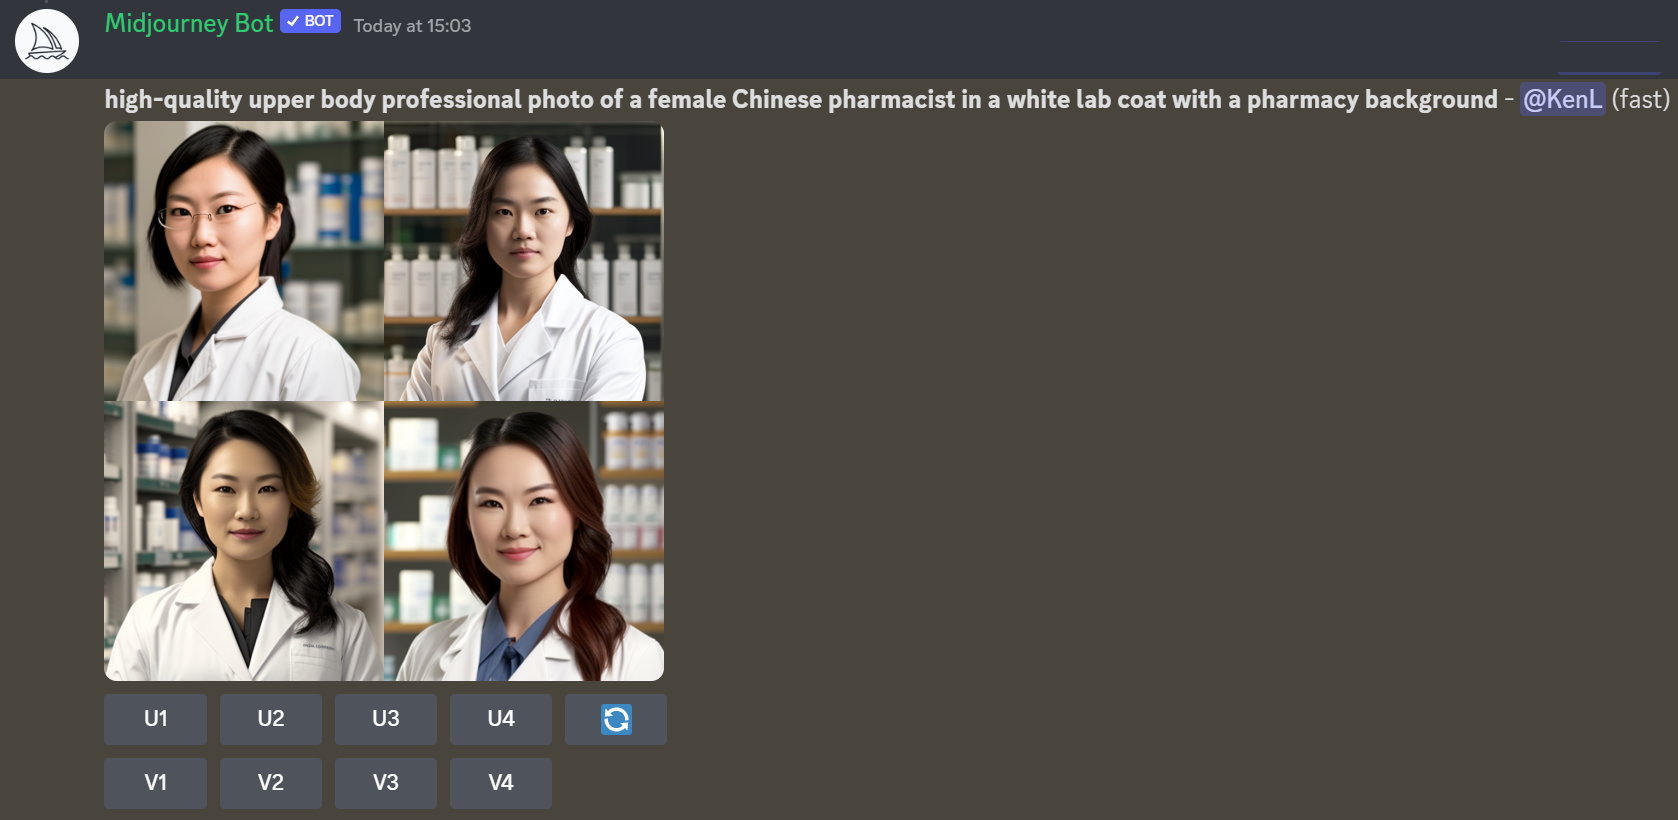 Midjourney Bot ✓ BOT Today at 15:03
high-quality upper body professional photo of a female Chinese pharmacist in a white lab coat with a pharmacy background - @KenL (fast)
U1 U2 U3 U4
V1 V2 V3 V4